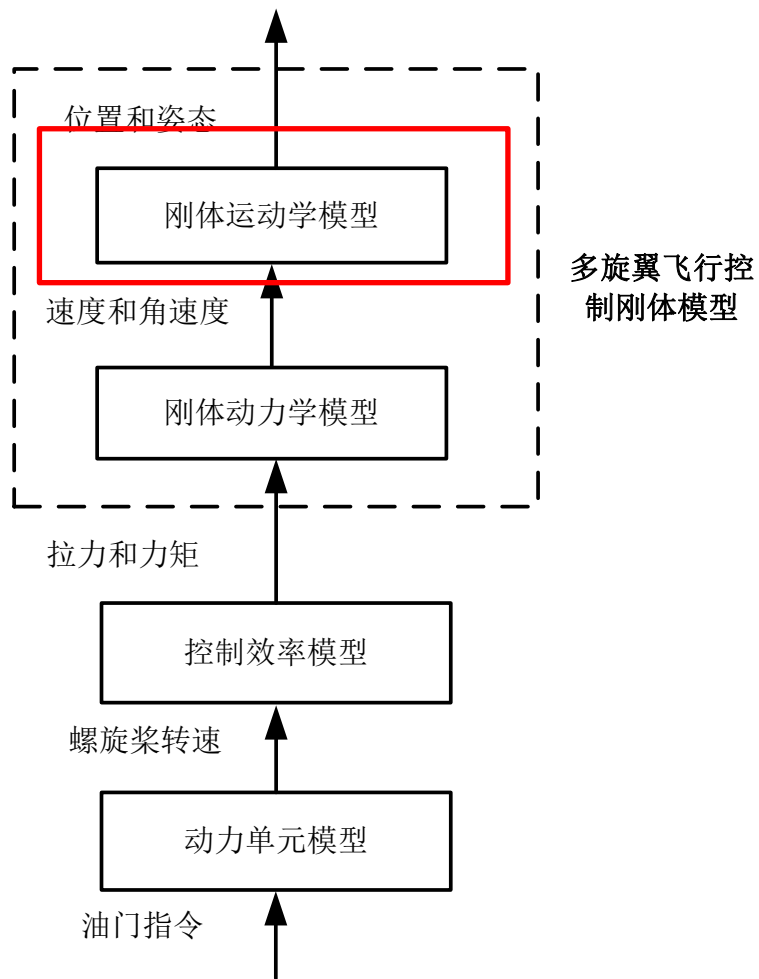 位置和姿态
刚体运动学模型
速度和角速度
刚体动力学模型
多旋翼飞行控
制刚体模型
拉力和力矩
控制效率模型
螺旋桨转速
动力单元模型
油门指令